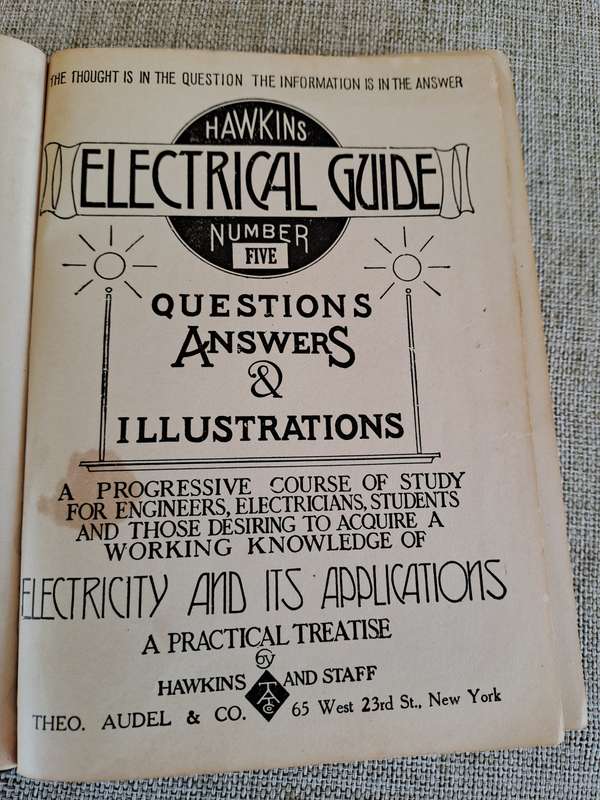 THE THOUGHT IS IN THE QUESTION THE INFORMATION IS IN THE ANSWER
HAWKINS
ELECTRICAL GUIDE
NUMBER
FIVE
QUESTIONS
ANSWERS
&
ILLUSTRATIONS
A PROGRESSIVE COURSE OF STUDY
FOR ENGINEERS, ELECTRICIANS, STUDENTS
AND THOSE DESIRING TO ACQUIRE A
WORKING KNOWLEDGE OF
ELECTRICITY AND ITS APPLICATIONS
A PRACTICAL TREATISE
by
HAWKINS AND STAFF
THEO. AUDEL & CO. 65 West 23rd St., New York